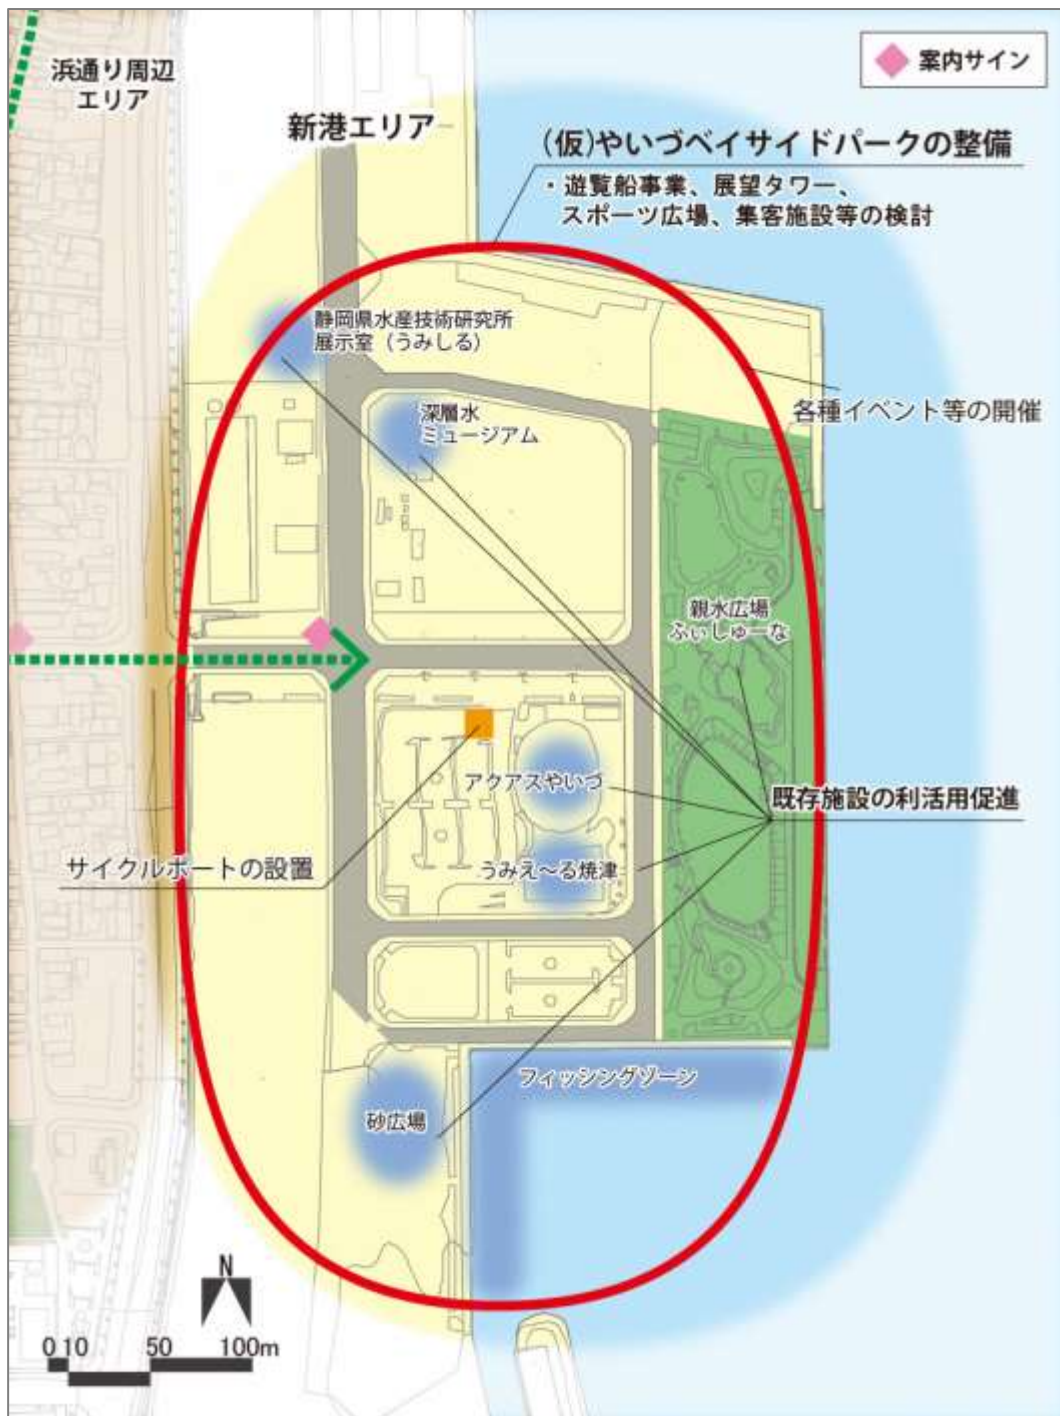 浜通り周辺
エリア
案内サイン
新港エリア
(仮)やいづベイサイドパークの整備
・遊覧船事業、展望タワー、
スポーツ広場、集客施設等の検討
静岡県水産技術研究所
展示室（うみしる）
各種イベント等の開催
深層水
ミュージアム
親水広場
ふぃしゅーな
アクアスやいづ
既存施設の利活用促進
サイクルポートの設置
うみえ〜る焼津
フィッシングゾーン
砂広場
N
0 10 50 100m